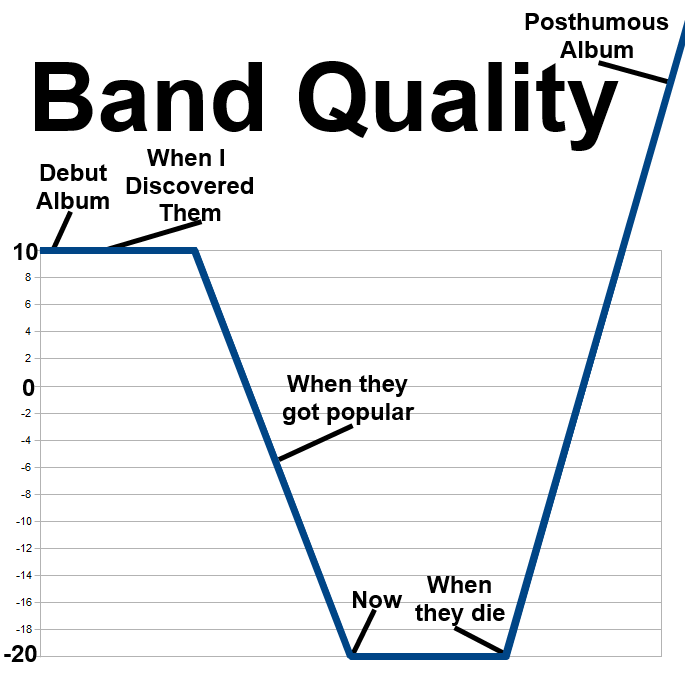 Posthumous
Album
Band Quality
When I
Discovered
Them
Debut
Album
10
8
6
4
2
0
-2
-4
-6
-8
-10
-12
-14
-16
-18
-20
When they
got popular
Now
When
they die